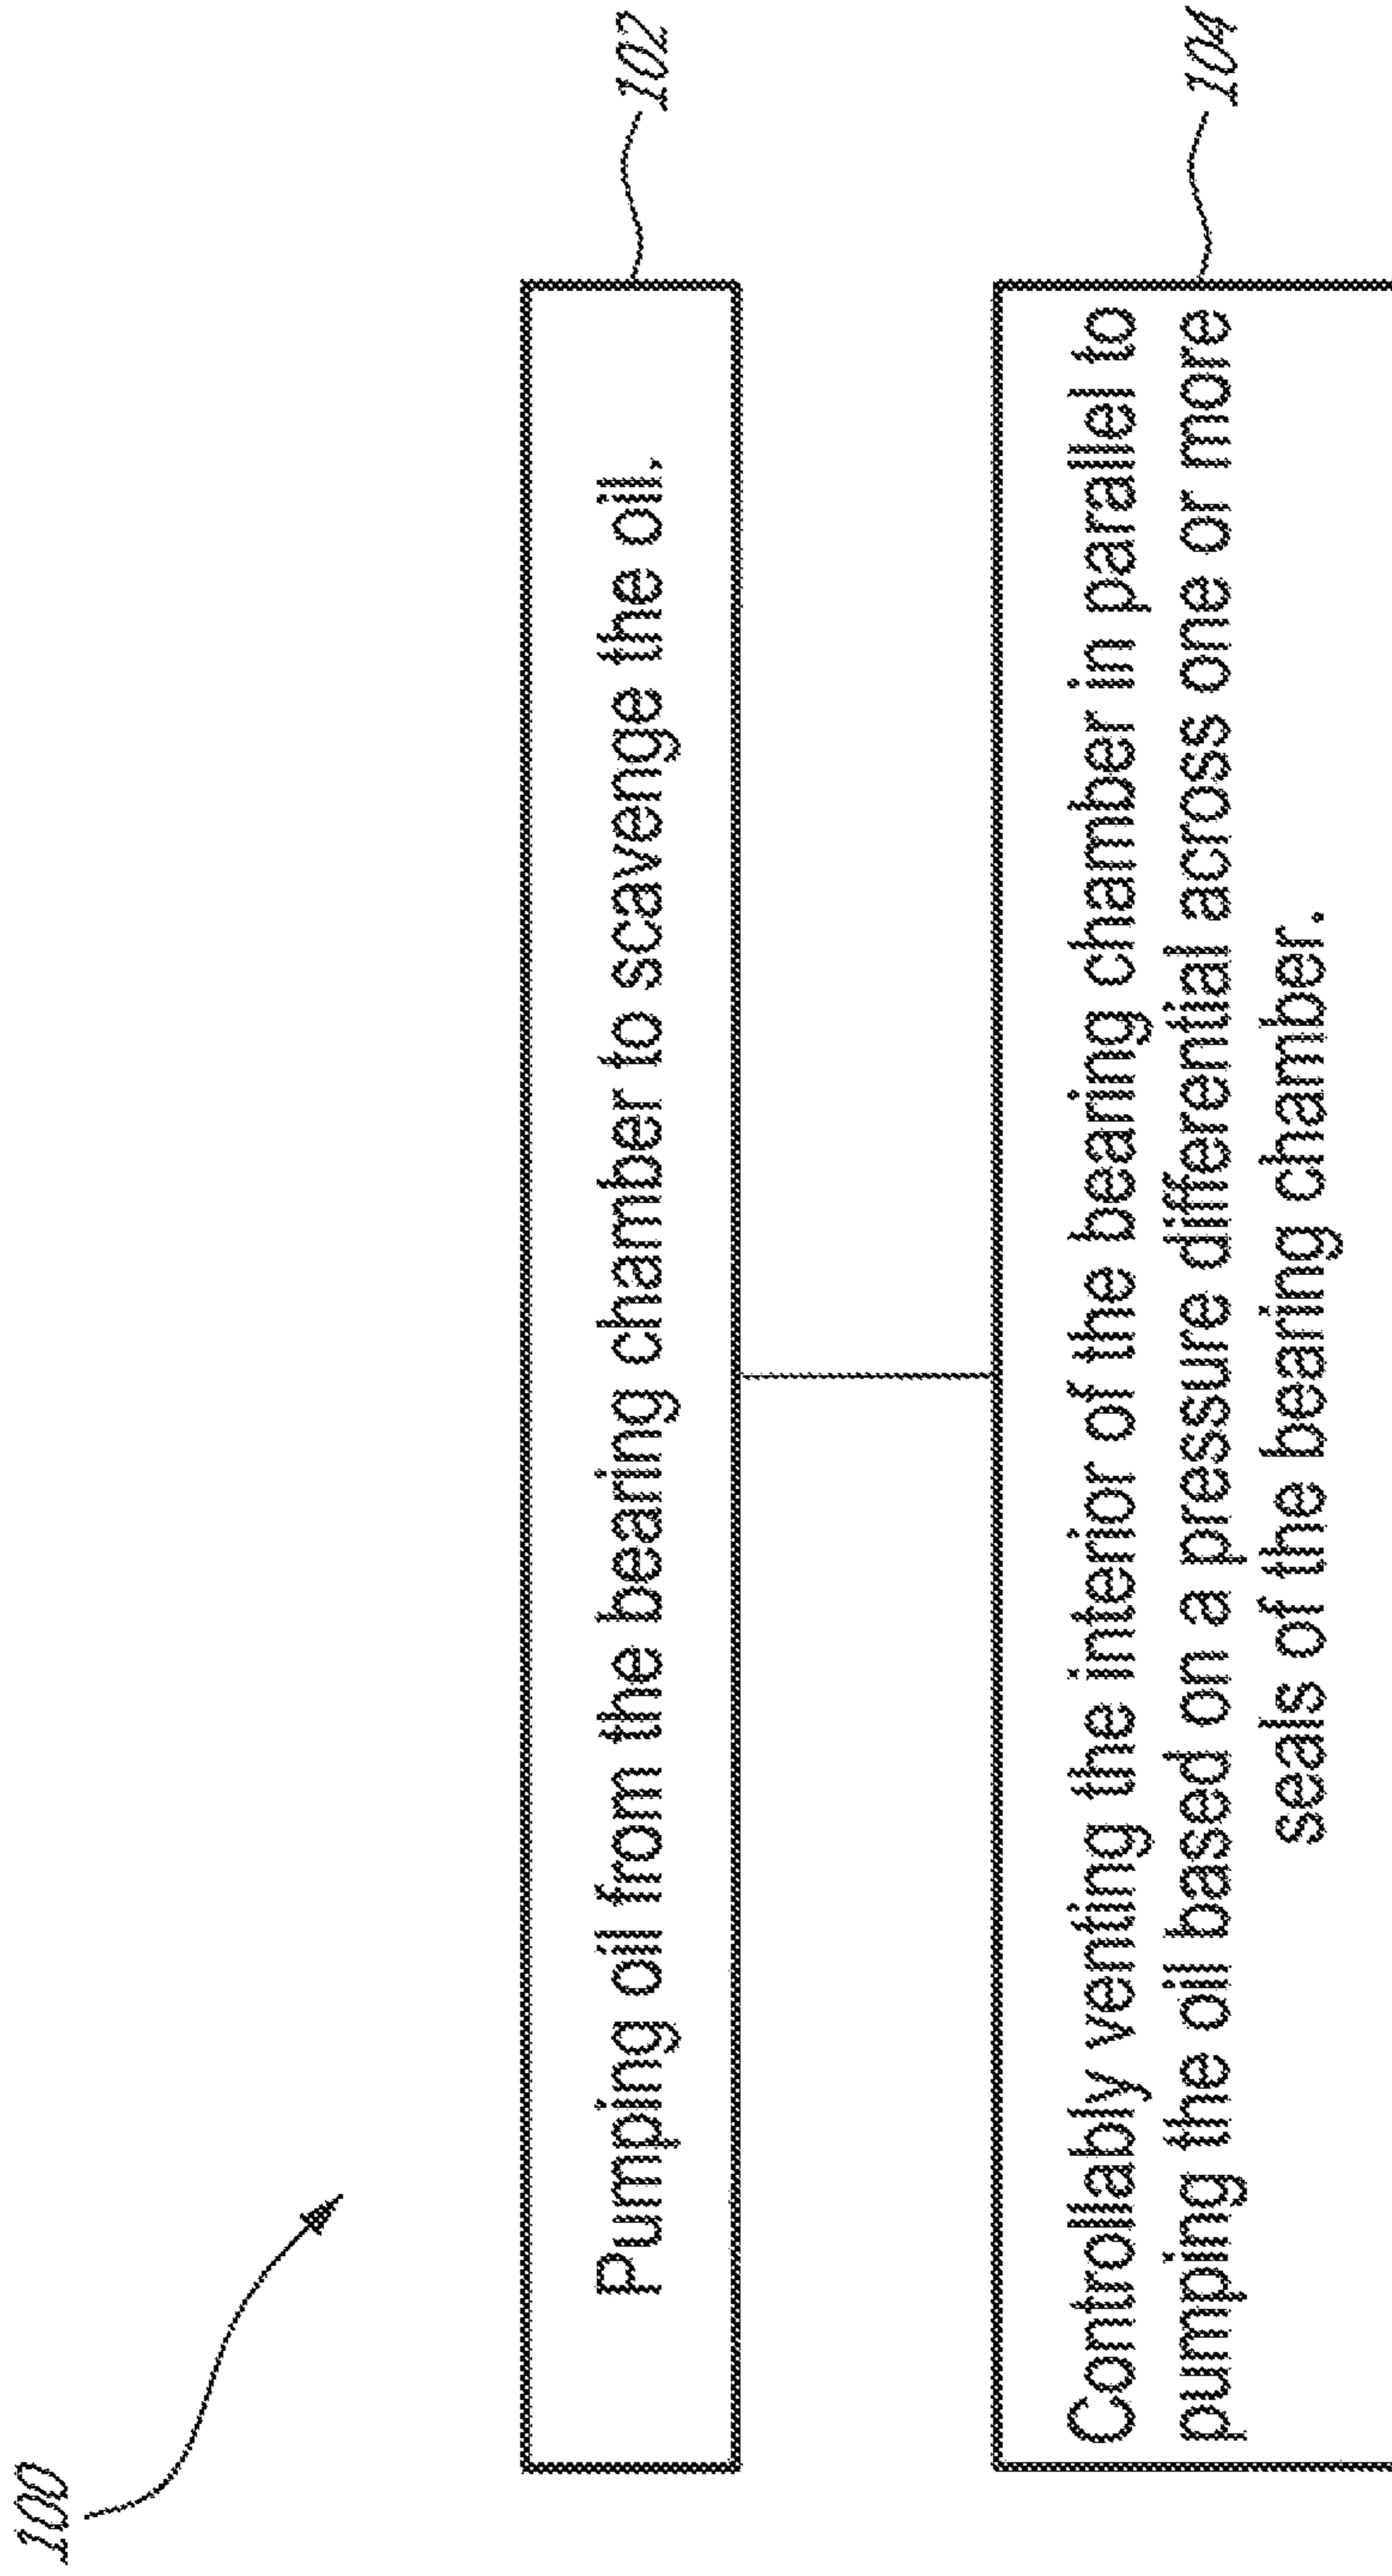 100
Pumping oil from the bearing chamber to scavenge the oil.
102
Controllably venting the interior of the bearing chamber in parallel to
pumping the oil based on a pressure differential across one or more
seals of the bearing chamber.
104